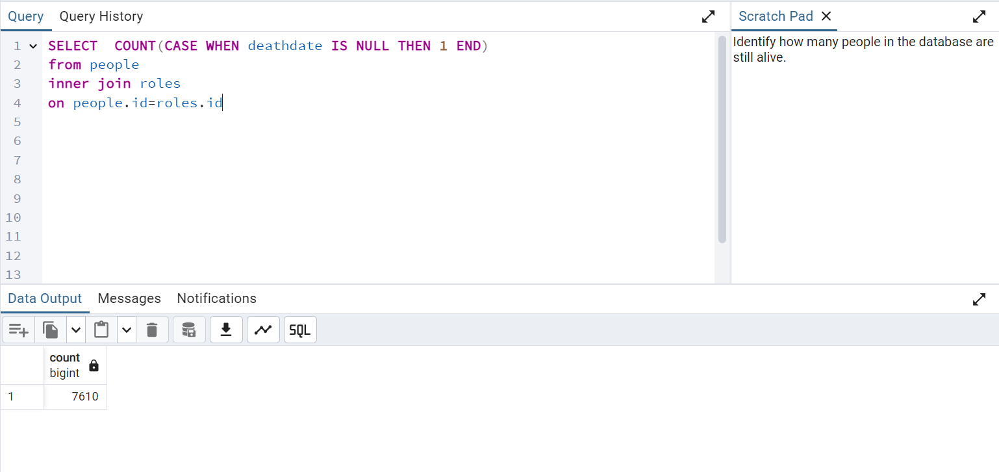 Query Query History
Scratch Pad
1 SELECT  COUNT(CASE WHEN deathdate IS NULL THEN 1 END)
2 from people
3 inner join roles
4 on people.id=roles.id
5
6
7
8
9
10
11
12
13
Identify how many people in the database are
still alive.
Data Output Messages Notifications
SQL
count
bigint
1 7610